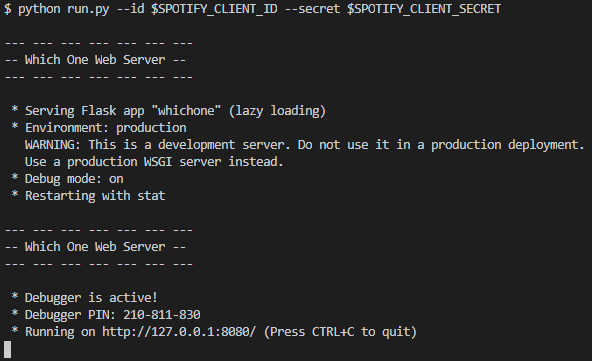 $ python run.py --id $SPOTIFY_CLIENT_ID --secret $SPOTIFY_CLIENT_SECRET
--- --- --- --- --- --- ---
-- Which One Web Server --
--- --- --- --- --- --- ---
* Serving Flask app "whichone" (lazy loading)
* Environment: production
WARNING: This is a development server. Do not use it in a production deployment.
Use a production WSGI server instead.
* Debug mode: on
* Restarting with stat
--- --- --- --- --- --- ---
-- Which One Web Server --
--- --- --- --- --- --- ---
* Debugger is active!
* Debugger PIN: 210-811-830
* Running on http://127.0.0.1:8080/ (Press CTRL+C to quit)